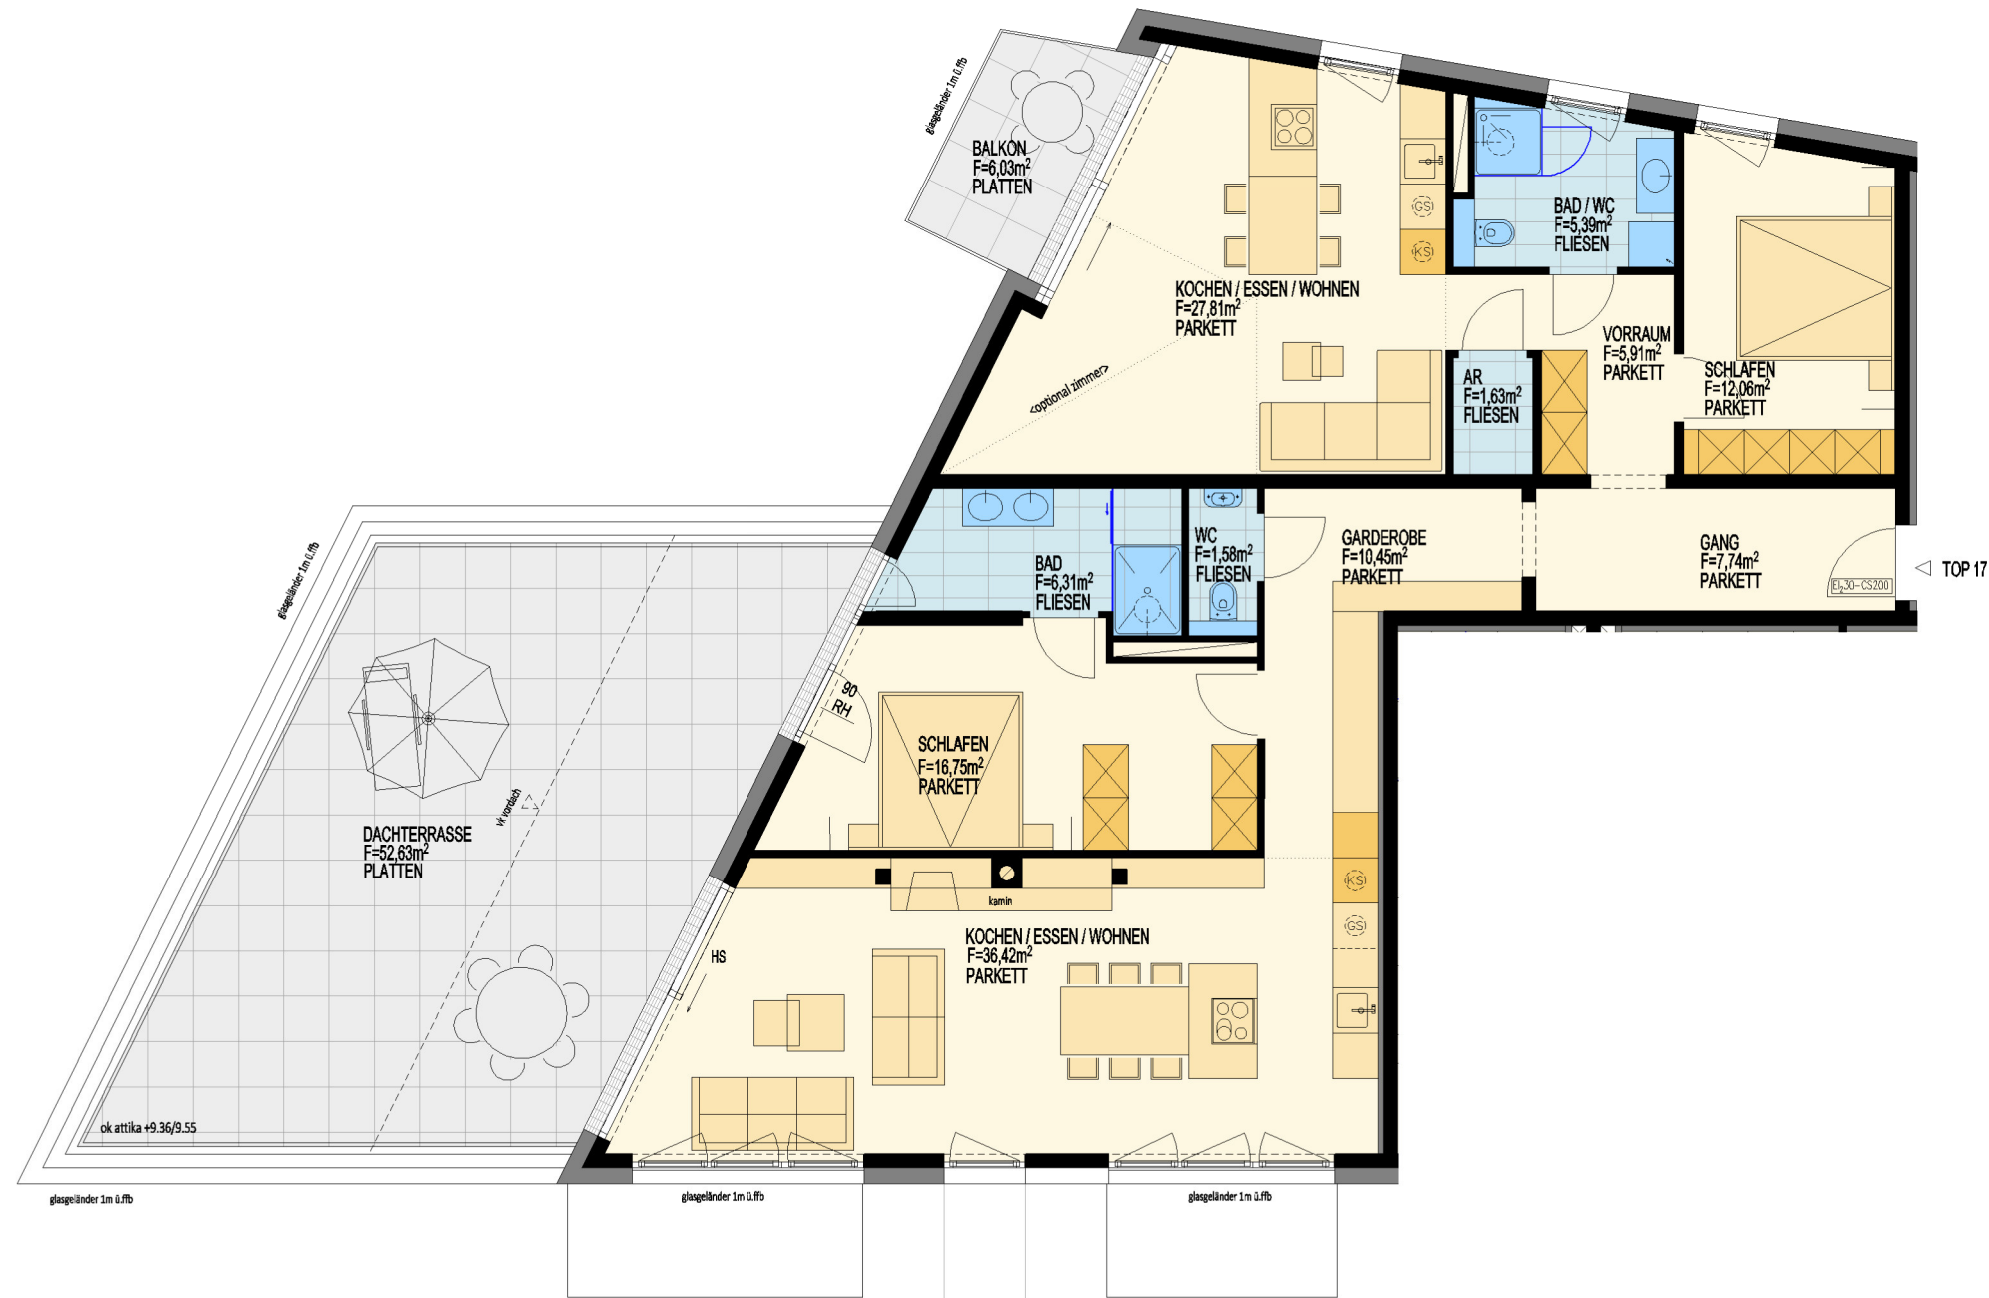 glasgeländer 1m ü.ffb
BALKON
F=6,03m²
PLATTEN
GS
KS
BAD / WC
F=5,39m²
FLIESEN
KOCHEN / ESSEN / WOHNEN
F=27,81m²
PARKETT
<optional zimmer>
VORRAUM
F=5,91m²
PARKETT
AR
F=1,63m²
FLIESEN
SCHLAFEN
F=12,06m²
PARKETT
glasgeländer 1m ü.ffb
BAD
F=6,31m²
FLIESEN
WC
F=1,58m²
FLIESEN
GARDEROBE
F=10,45m²
PARKETT
GANG
F=7,74m²
PARKETT
EI₂30-CS200
TOP 17
90
RH
SCHLAFEN
F=16,75m²
PARKETT
vk vordach
DACHTERRASSE
F=52,63m²
PLATTEN
kamin
KS
GS
HS
KOCHEN / ESSEN / WOHNEN
F=36,42m²
PARKETT
ok attika +9.36/9.55
glasgeländer 1m ü.ffb
glasgeländer 1m ü.ffb
glasgeländer 1m ü.ffb